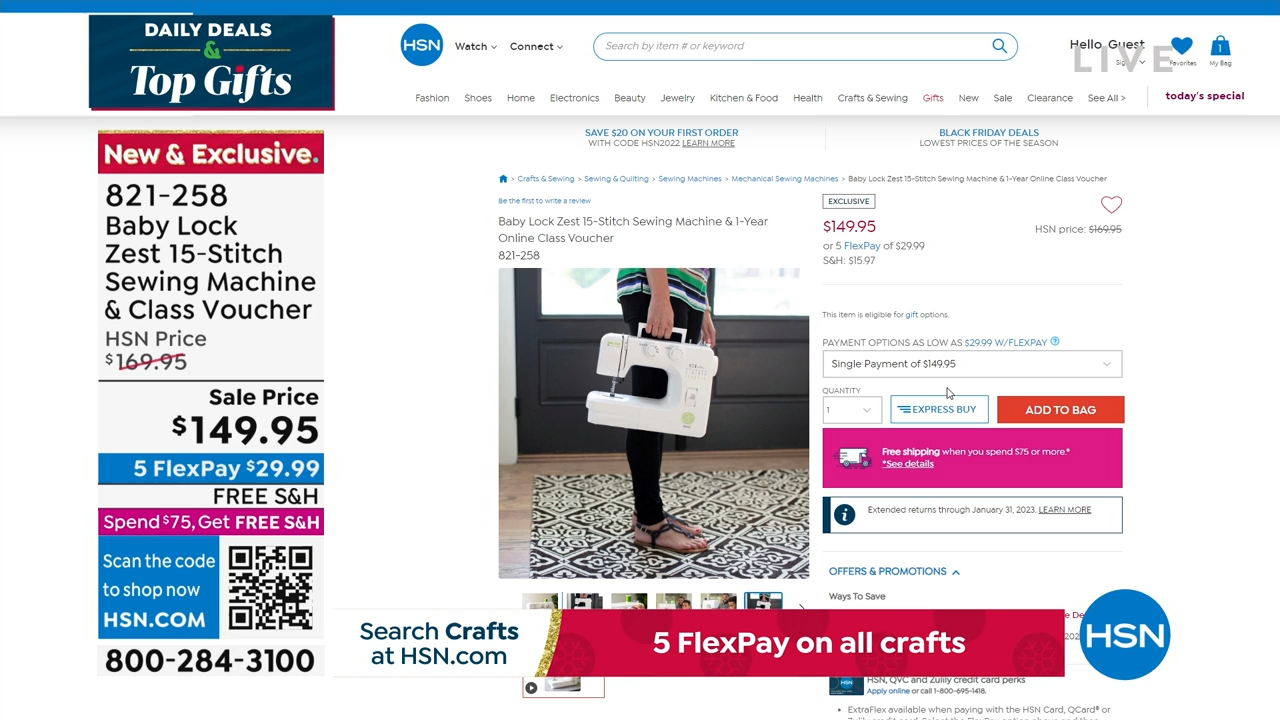 DAILY DEALS
&
Top Gifts
HSN
Watch
Connect
Search by item # or keyword
Hello, Guest
LIVE
Favorites
1
My Bag
Fashion
Shoes
Home
Electronics
Beauty
Jewelry
Kitchen & Food
Health
Crafts & Sewing
Gifts
New
Sale
Clearance
See All >
today's special
SAVE $20 ON YOUR FIRST ORDER
WITH CODE HSN2022 LEARN MORE
BLACK FRIDAY DEALS
LOWEST PRICES OF THE SEASON
New & Exclusive.
821-258
Baby Lock
Zest 15-Stitch
Sewing Machine
& Class Voucher
HSN Price
$169.95
Sale Price
$149.95
5 FlexPay $29.99
FREE S&H
Spend $75, Get FREE S&H
Scan the code
to shop now
HSN.COM
800-284-3100
> Crafts & Sewing > Sewing & Quilting > Sewing Machines > Mechanical Sewing Machines > Baby Lock Zest 15-Stitch Sewing Machine & 1-Year Online Class Voucher
Be the first to write a review
Baby Lock Zest 15-Stitch Sewing Machine & 1-Year
Online Class Voucher
821-258
EXCLUSIVE
$149.95
HSN price: $169.95
or 5 FlexPay of $29.99
S&H: $15.97
This item is eligible for gift options.
PAYMENT OPTIONS AS LOW AS $29.99 W/FLEXPAY ?
Single Payment of $149.95
QUANTITY
1
EXPRESS BUY
ADD TO BAG
Free shipping when you spend $75 or more.*
*See details
Extended returns through January 31, 2023. LEARN MORE
OFFERS & PROMOTIONS
Ways To Save
Search Crafts
at HSN.com
5 FlexPay on all crafts
HSN
HSN, QVC and Zulily credit card perks
Apply online or call 1-800-695-1418.
• ExtraFlex available when paying with the HSN Card, QCard® or